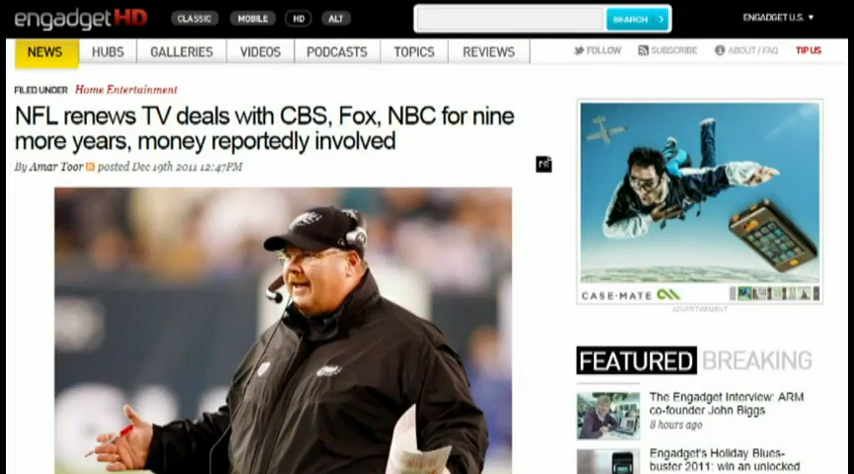 engadget HD
CLASSIC MOBILE HD ALT
SEARCH
ENGADGET U.S.
NEWS HUBS GALLERIES VIDEOS PODCASTS TOPICS REVIEWS
FOLLOW SUBSCRIBE ABOUT / FAQ TIP US
FILED UNDER Home Entertainment
NFL renews TV deals with CBS, Fox, NBC for nine
more years, money reportedly involved
By Amar Toor posted Dec 19th 2011 12:47PM
PR
CASE-MATE
ADVERTISEMENT
FEATURED BREAKING
The Engadget Interview: ARM
co-founder John Biggs
8 hours ago
Engadget's Holiday Blues-
buster 2011: win an unlocked